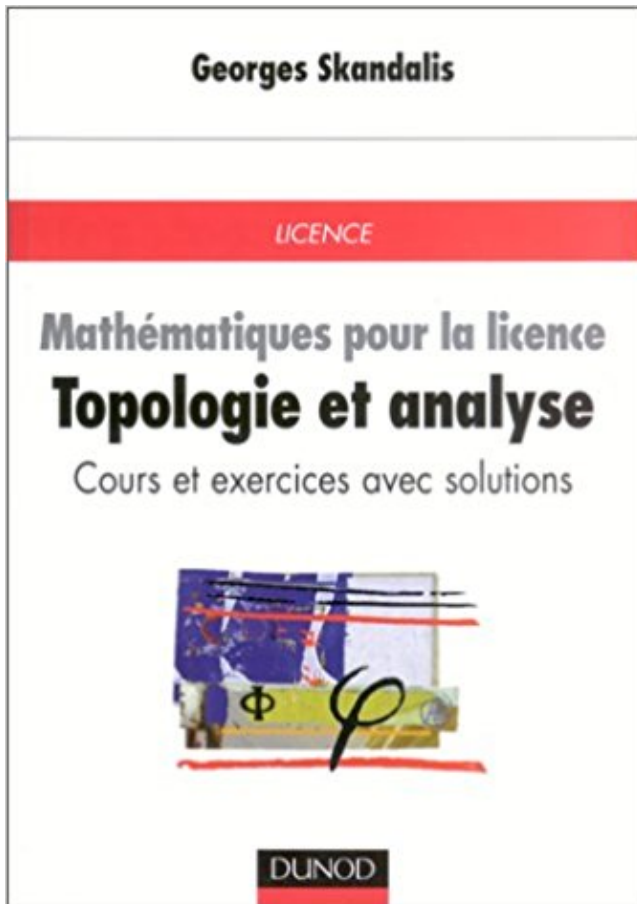 Georges Skandalis
LICENCE
Mathématiques pour la licence
Topologie et analyse
Cours et exercices avec solutions
Φ φ
DUNOD